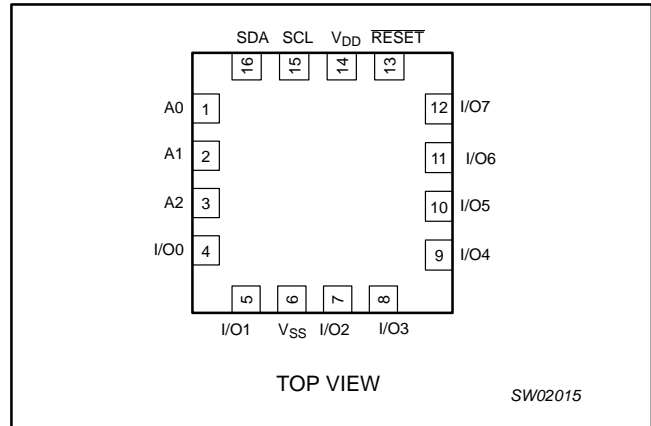 SDA SCL VDD RESET
16 15 14 13
A0 1 12 I/O7
A1 2 11 I/O6
A2 3 10 I/O5
I/O0 4 9 I/O4
5 6 7 8
I/O1 VSS I/O2 I/O3
TOP VIEW
SW02015